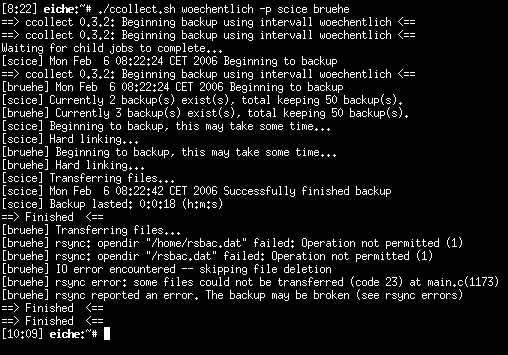 [8:22] eiche:~# ./ccollect.sh woechentlich -p scice bruehe
==> ccollect 0.3.2: Beginning backup using intervall woechentlich <==
==> ccollect 0.3.2: Beginning backup using intervall woechentlich <==
Waiting for child jobs to complete...
[scice] Mon Feb  6 08:22:24 CET 2006 Beginning to backup
==> ccollect 0.3.2: Beginning backup using intervall woechentlich <==
[bruehe] Mon Feb  6 08:22:24 CET 2006 Beginning to backup
[scice] Currently 2 backup(s) exist(s), total keeping 50 backup(s).
[bruehe] Currently 3 backup(s) exist(s), total keeping 50 backup(s).
[scice] Beginning to backup, this may take some time...
[scice] Hard linking...
[bruehe] Beginning to backup, this may take some time...
[bruehe] Hard linking...
[scice] Transferring files...
[scice] Mon Feb  6 08:22:42 CET 2006 Successfully finished backup
[scice] Backup lasted: 0:0:18 (h:m:s)
==> Finished  <==
[bruehe] Transferring files...
[bruehe] rsync: opendir "/home/rsbac.dat" failed: Operation not permitted (1)
[bruehe] rsync: opendir "/rsbac.dat" failed: Operation not permitted (1)
[bruehe] IO error encountered -- skipping file deletion
[bruehe] rsync error: some files could not be transferred (code 23) at main.c(1173)
[bruehe] rsync reported an error. The backup may be broken (see rsync errors)
==> Finished  <==
==> Finished  <==
[10:09] eiche:~#